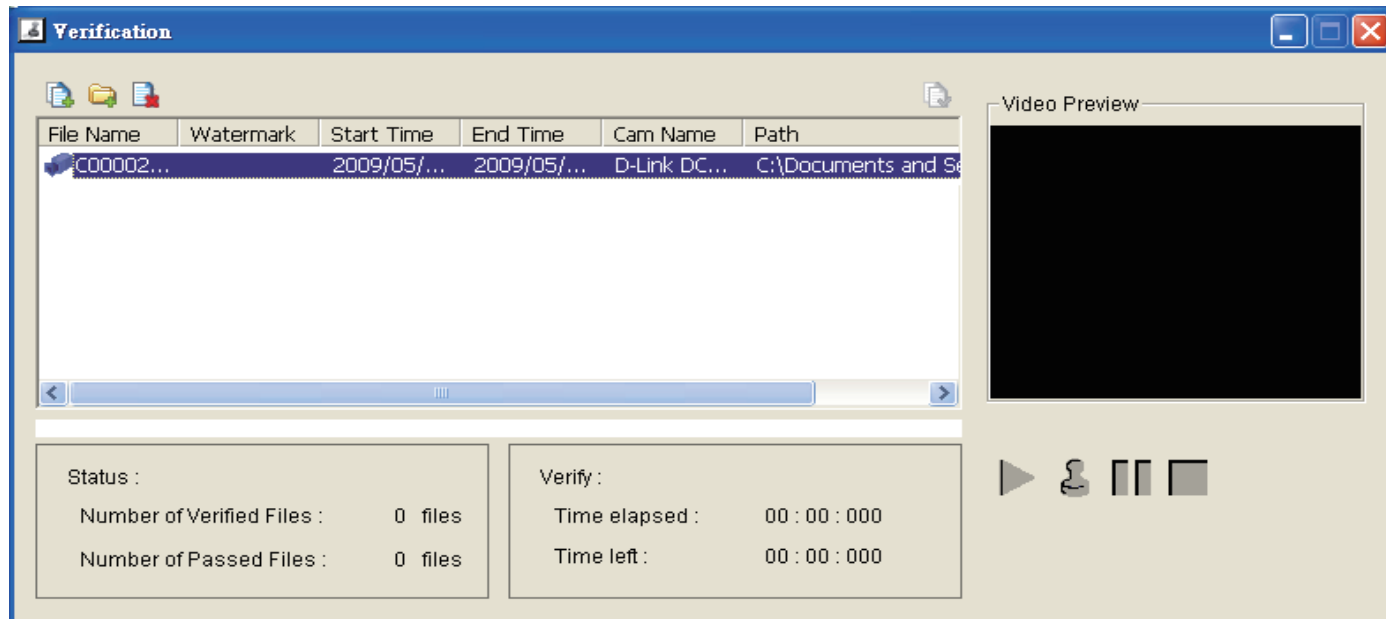 Verification
Video Preview
File Name Watermark Start Time End Time Cam Name Path
C00002... 2009/05/... 2009/05/... D-Link DC... C:\Documents and Se
Status :
Number of Verified Files : 0 files
Number of Passed Files : 0 files
Verify :
Time elapsed : 00 : 00 : 000
Time left : 00 : 00 : 000